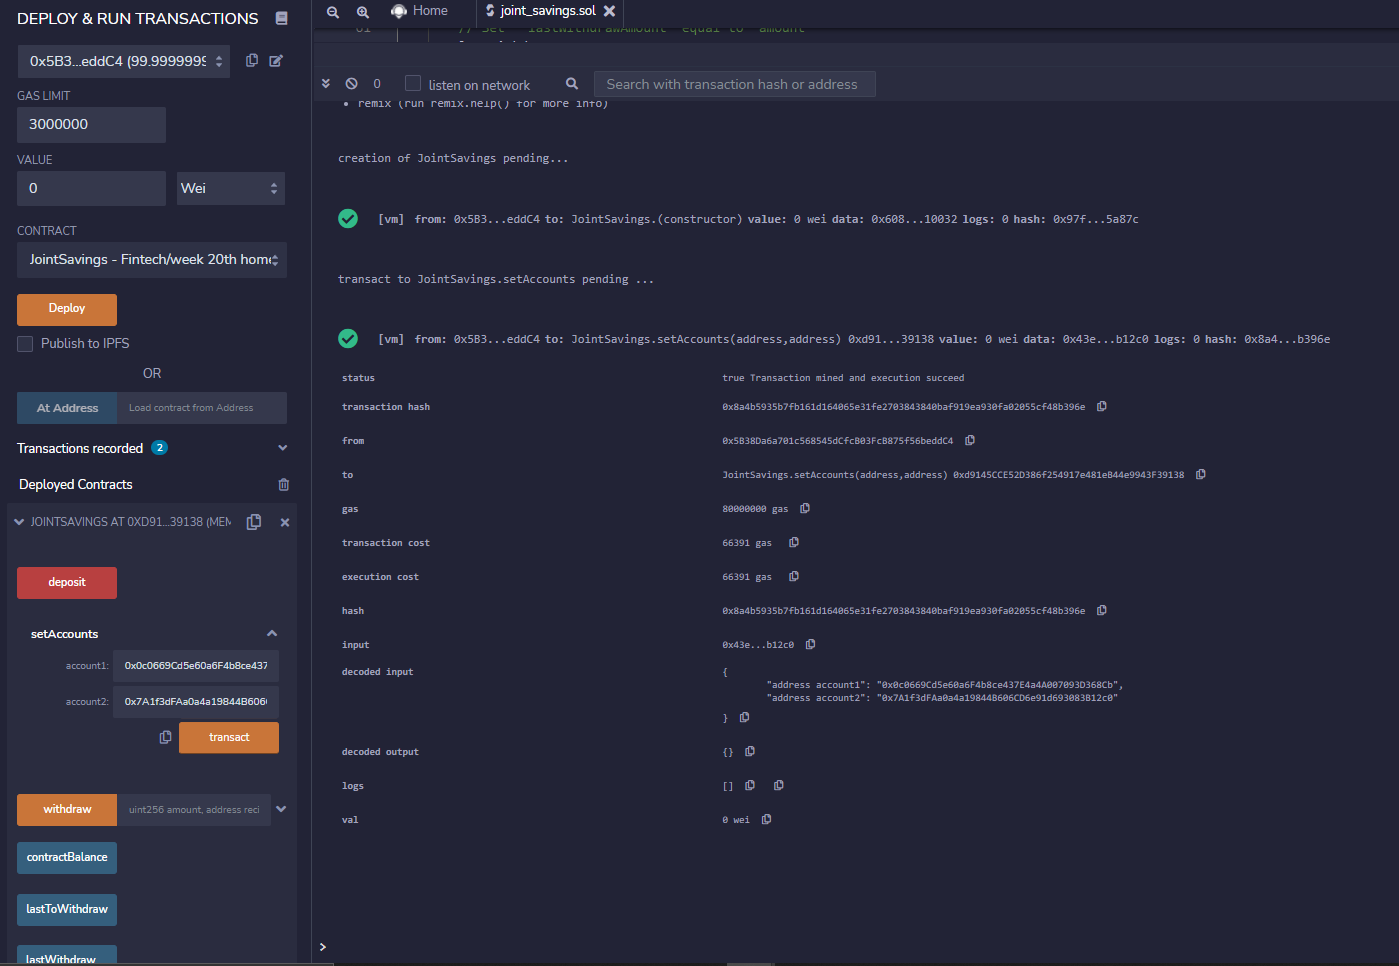 DEPLOY & RUN TRANSACTIONS
0x5B3...eddC4 (99.9999999
GAS LIMIT
3000000
VALUE
0
Wei
CONTRACT
JointSavings - Fintech/week 20th home
Deploy
Publish to IPFS
OR
At Address
Load contract from Address
Transactions recorded 2
Deployed Contracts
JOINTSAVINGS AT 0XD91...39138 (MEM
deposit
setAccounts
account1: 0x0c0669Cd5e60a6F4b8ce437
account2: 0x7A1f3dFAa0a4a19844B606
transact
withdraw
uint256 amount, address reci
contractBalance
lastToWithdraw
lastWithdraw
Home
joint_savings.sol
// Set `lastWithdrawAmount` equal to `amount`
0
listen on network
Search with transaction hash or address
• remix (run remix.help() for more info)
creation of JointSavings pending...
[vm] from: 0x5B3...eddC4 to: JointSavings.(constructor) value: 0 wei data: 0x608...10032 logs: 0 hash: 0x97f...5a87c
transact to JointSavings.setAccounts pending ...
[vm] from: 0x5B3...eddC4 to: JointSavings.setAccounts(address,address) 0xd91...39138 value: 0 wei data: 0x43e...b12c0 logs: 0 hash: 0x8a4...b396e
status true Transaction mined and execution succeed
transaction hash 0x8a4b5935b7fb161d164065e31fe2703843840baf919ea930fa02055cf48b396e
from 0x5B38Da6a701c568545dCfcB03FcB875f56beddC4
to JointSavings.setAccounts(address,address) 0xd9145CCE52D386f254917e481eB44e9943F39138
gas 80000000 gas
transaction cost 66391 gas
execution cost 66391 gas
hash 0x8a4b5935b7fb161d164065e31fe2703843840baf919ea930fa02055cf48b396e
input 0x43e...b12c0
decoded input {
"address account1": "0x0c0669Cd5e60a6F4b8ce437E4a4A007093D368Cb",
"address account2": "0x7A1f3dFAa0a4a19844B606CD6e91d693083B12c0"
}
decoded output {}
logs []
val 0 wei
>